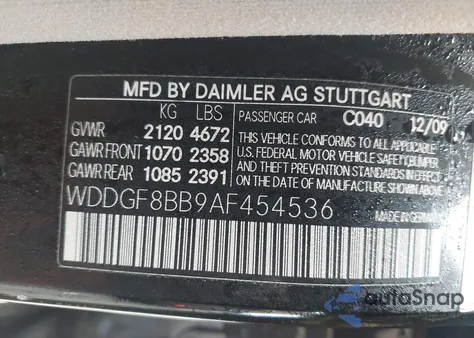 MFD BY DAIMLER AG STUTTGART
KG LBS PASSENGER CAR C040 12/09
GVWR 2120 4672 THIS VEHICLE CONFORMS TO ALL APPLICABLE
GAWR FRONT 1070 2358 U.S. FEDERAL MOTOR VEHICLE SAFETY/BUMPER
GAWR REAR 1085 2391 AND THEFT PREVENTION STANDARDS IN EFFECT
ON THE DATE OF MANUFACTURE SHOWN ABOVE.
WDDGF8BB9AF454536
MADE IN GERMANY
autoSnap